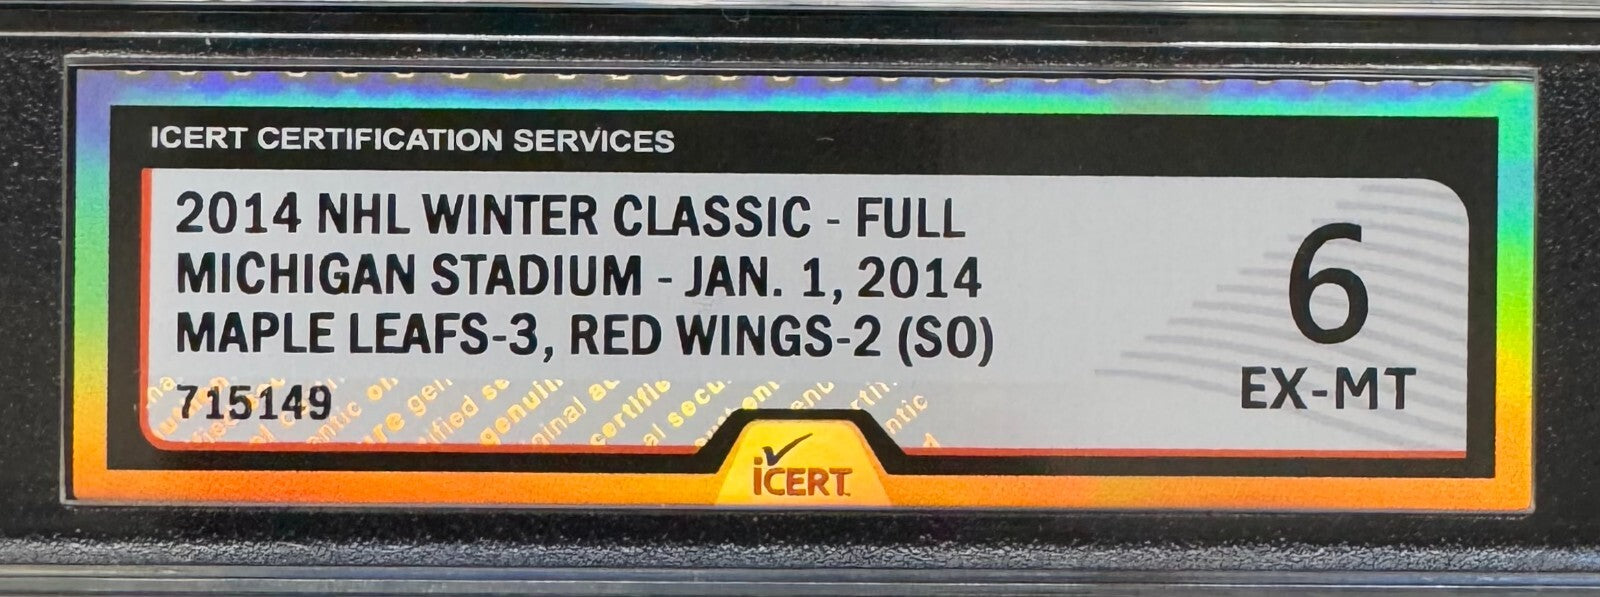 ICERT CERTIFICATION SERVICES
2014 NHL WINTER CLASSIC - FULL
MICHIGAN STADIUM - JAN. 1, 2014
MAPLE LEAFS-3, RED WINGS-2 (SO)
715149
6
EX-MT
iCERT